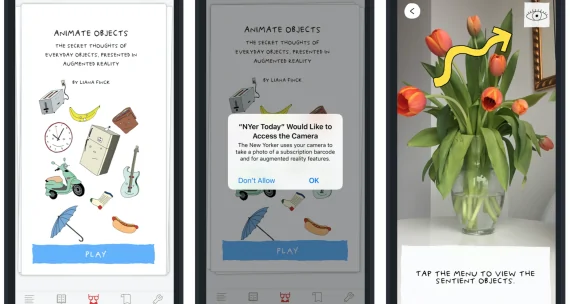 ANIMATE OBJECTS
THE SECRET THOUGHTS OF
EVERYDAY OBJECTS, PRESENTED IN
AUGMENTED REALITY
BY LIANA FINCK
PLAY
ANIMATE OBJECTS
THE SECRET THOUGHTS OF
EVERYDAY OBJECTS, PRESENTED IN
AUGMENTED REALITY
BY LIANA FINCK
"NYer Today" Would Like to
Access the Camera
The New Yorker uses your camera to
take a photo of a subscription barcode
and for augmented reality features.
Don't Allow
OK
PLAY
TAP THE MENU TO VIEW THE
SENTIENT OBJECTS.